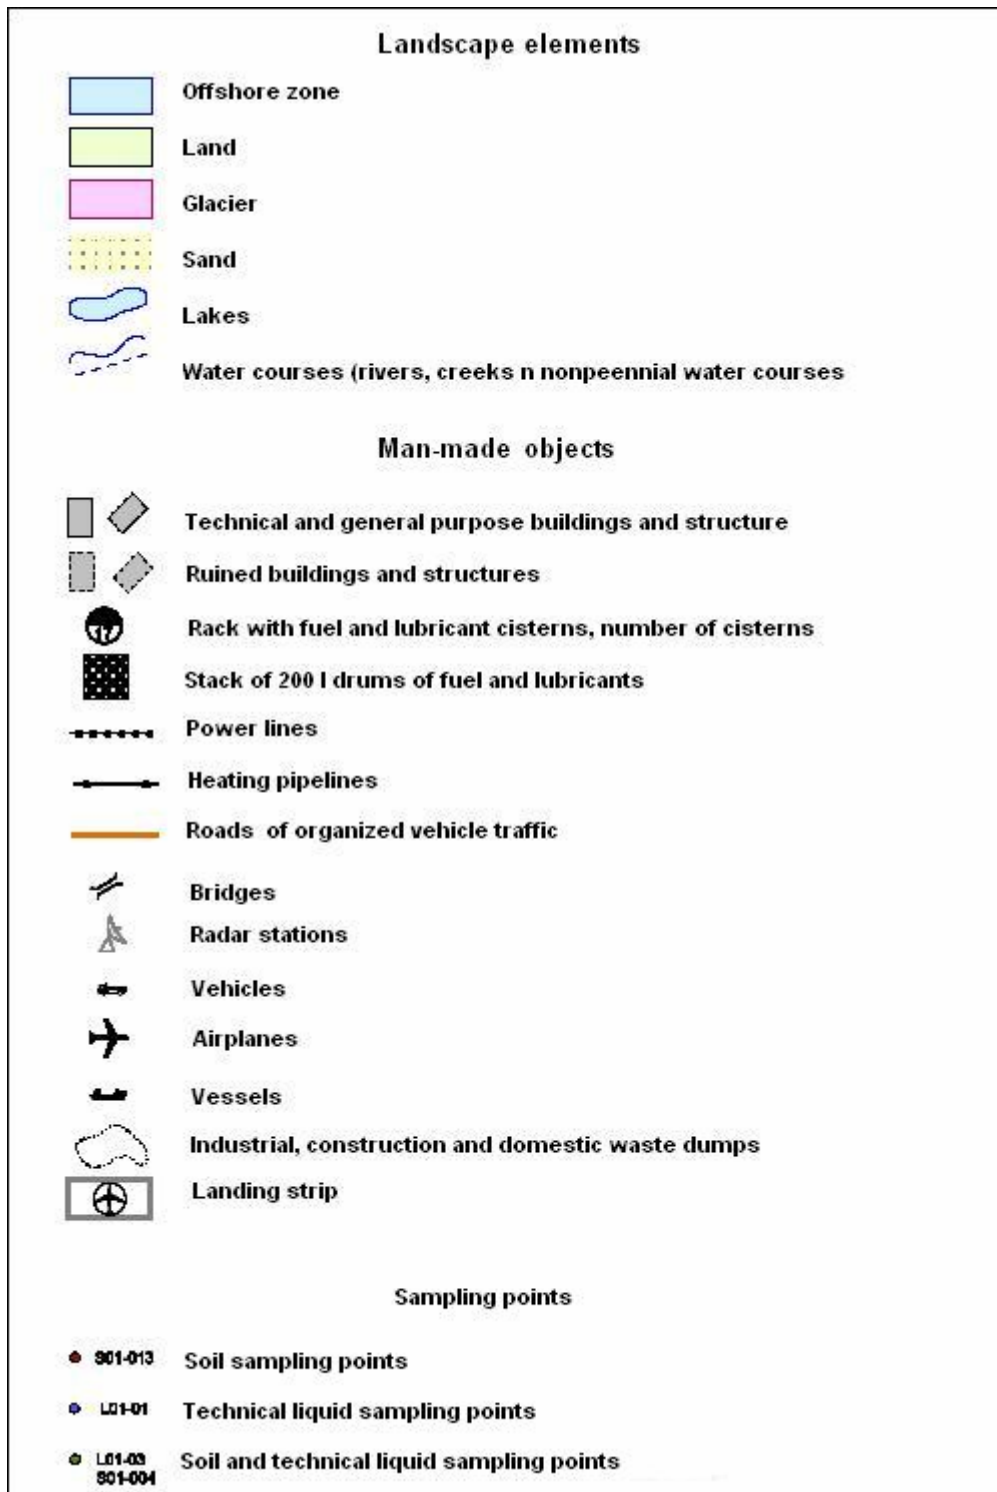 Landscape elements
Offshore zone
Land
Glacier
Sand
Lakes
Water courses (rivers, creeks n nonpeennial water courses
Man-made objects
Technical and general purpose buildings and structure
Ruined buildings and structures
17
Rack with fuel and lubricant cisterns, number of cisterns
Stack of 200 l drums of fuel and lubricants
Power lines
Heating pipelines
Roads of organized vehicle traffic
Bridges
Radar stations
Vehicles
Airplanes
Vessels
Industrial, construction and domestic waste dumps
Landing strip
Sampling points
S01-013 Soil sampling points
L01-01 Technical liquid sampling points
L01-03 Soil and technical liquid sampling points
S01-004